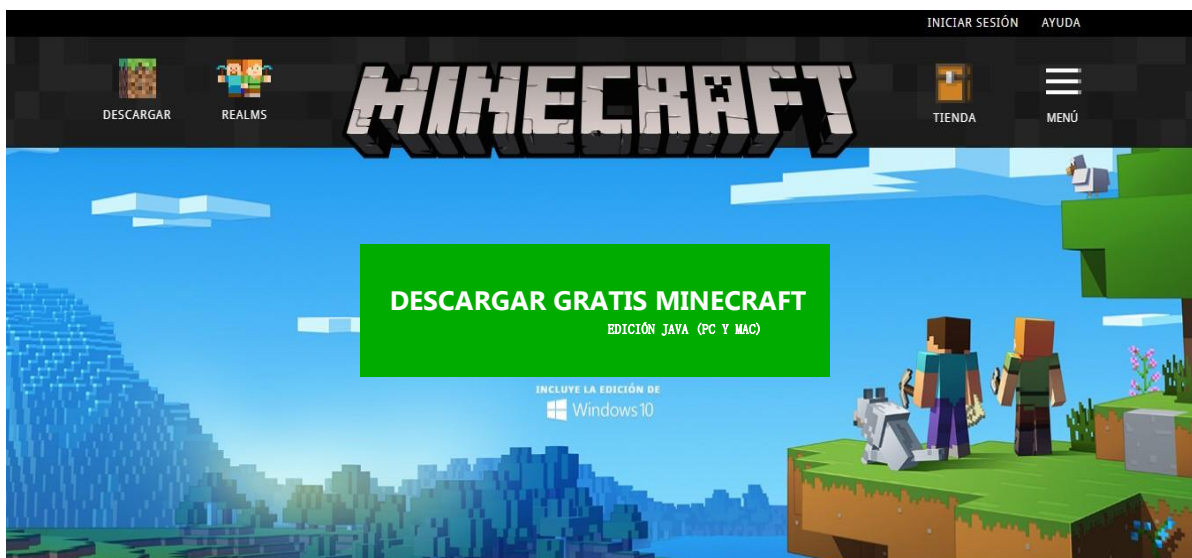 INICIAR SESIÓN AYUDA
DESCARGAR REALMS MINECRAFT TIENDA MENÚ
DESCARGAR GRATIS MINECRAFT
EDICIÓN JAVA (PC Y MAC)
INCLUYE LA EDICIÓN DE
Windows 10